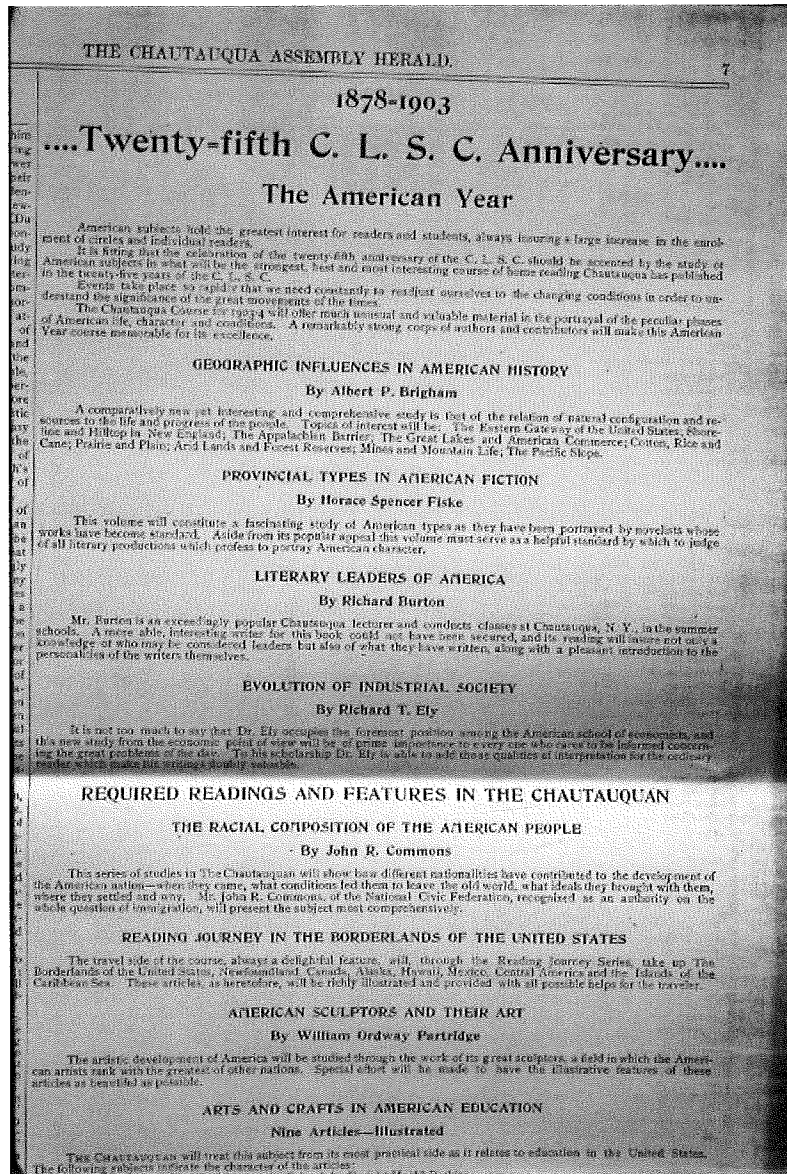 THE CHAUTAUQUA ASSEMBLY HERALD.
7
1878-1903
....Twenty-fifth C. L. S. C. Anniversary....
The American Year
American subjects hold the greatest interest for readers and students, always insuring a large increase in the enrol-
ment of circles and individual readers.
It is fitting that the celebration of the twenty-fifth anniversary of the C. L. S. C. should be accented by the study of
American subjects in what will be the strongest, best and most interesting course of home reading Chautauqua has published
in the twenty-five years of the C. L. S. C.
Events take place so rapidly that we need constantly to readjust ourselves to the changing conditions in order to un-
derstand the significance of the great movements of the times.
The Chautauqua Course for 1903-4 will offer much unusual and valuable material in the portrayal of the peculiar phases
of American life, character and conditions. A remarkably strong corps of authors and contributors will make this American
Year course memorable for its excellence.
GEOGRAPHIC INFLUENCES IN AMERICAN HISTORY
By Albert P. Brigham
A comparatively new yet interesting and comprehensive study is that of the relation of natural configuration and re-
sources to the life and progress of the people. Topics of interest will be: The Eastern Gateway of the United States; Shore-
line and Hilltop in New England; The Appalachian Barrier; The Great Lakes and American Commerce; Cotton, Rice and
Cane; Prairie and Plain; Arid Lands and Forest Reserves; Mines and Mountain Life; The Pacific Slope.
PROVINCIAL TYPES IN AMERICAN FICTION
By Horace Spencer Fiske
This volume will constitute a fascinating study of American types as they have been portrayed by novelists whose
works have become standard. Aside from its popular appeal this volume must serve as a helpful standard by which to judge
of all literary productions which profess to portray American character.
LITERARY LEADERS OF AMERICA
By Richard Burton
Mr. Burton is an exceedingly popular Chautauqua lecturer and conducts classes at Chautauqua, N. Y., in the summer
schools. A more able, interesting writer for this book could not have been secured, and its reading will insure not only a
knowledge of who may be considered leaders but also of what they have written, along with a pleasant introduction to the
personalities of the writers themselves.
EVOLUTION OF INDUSTRIAL SOCIETY
By Richard T. Ely
It is not too much to say that Dr. Ely occupies the foremost position among the American school of economists, and
this new study from the economic point of view will be of prime importance to every one who cares to be informed concern-
ing the great problems of the day. To his scholarship Dr. Ely is able to add those qualities of interpretation for the ordinary
reader which make his writings doubly valuable.
REQUIRED READINGS AND FEATURES IN THE CHAUTAUQUAN
THE RACIAL COMPOSITION OF THE AMERICAN PEOPLE
By John R. Commons
This series of studies in The Chautauquan will show how different nationalities have contributed to the development of
the American nation—when they came, what conditions led them to leave the old world, what ideals they brought with them,
where they settled and why. Mr. John R. Commons, of the National Civic Federation, recognized as an authority on the
whole question of immigration, will present the subject most comprehensively.
READING JOURNEY IN THE BORDERLANDS OF THE UNITED STATES
The travel side of the course, always a delightful feature, will, through the Reading Journey Series, take up The
Borderlands of the United States, Newfoundland, Canada, Alaska, Hawaii, Mexico, Central America and the Islands of the
Caribbean Sea. These articles, as heretofore, will be richly illustrated and provided with all possible helps for the traveler.
AMERICAN SCULPTORS AND THEIR ART
By William Ordway Partridge
The artistic development of America will be studied through the work of its great sculptors, a field in which the Ameri-
can artists rank with the greatest of other nations. Special effort will be made to have the illustrative features of these
articles as beautiful as possible.
ARTS AND CRAFTS IN AMERICAN EDUCATION
Nine Articles—Illustrated
THE CHAUTAUQUAN will treat this subject from its most practical side as it relates to education in the United States.
The following subjects indicate the character of the articles: